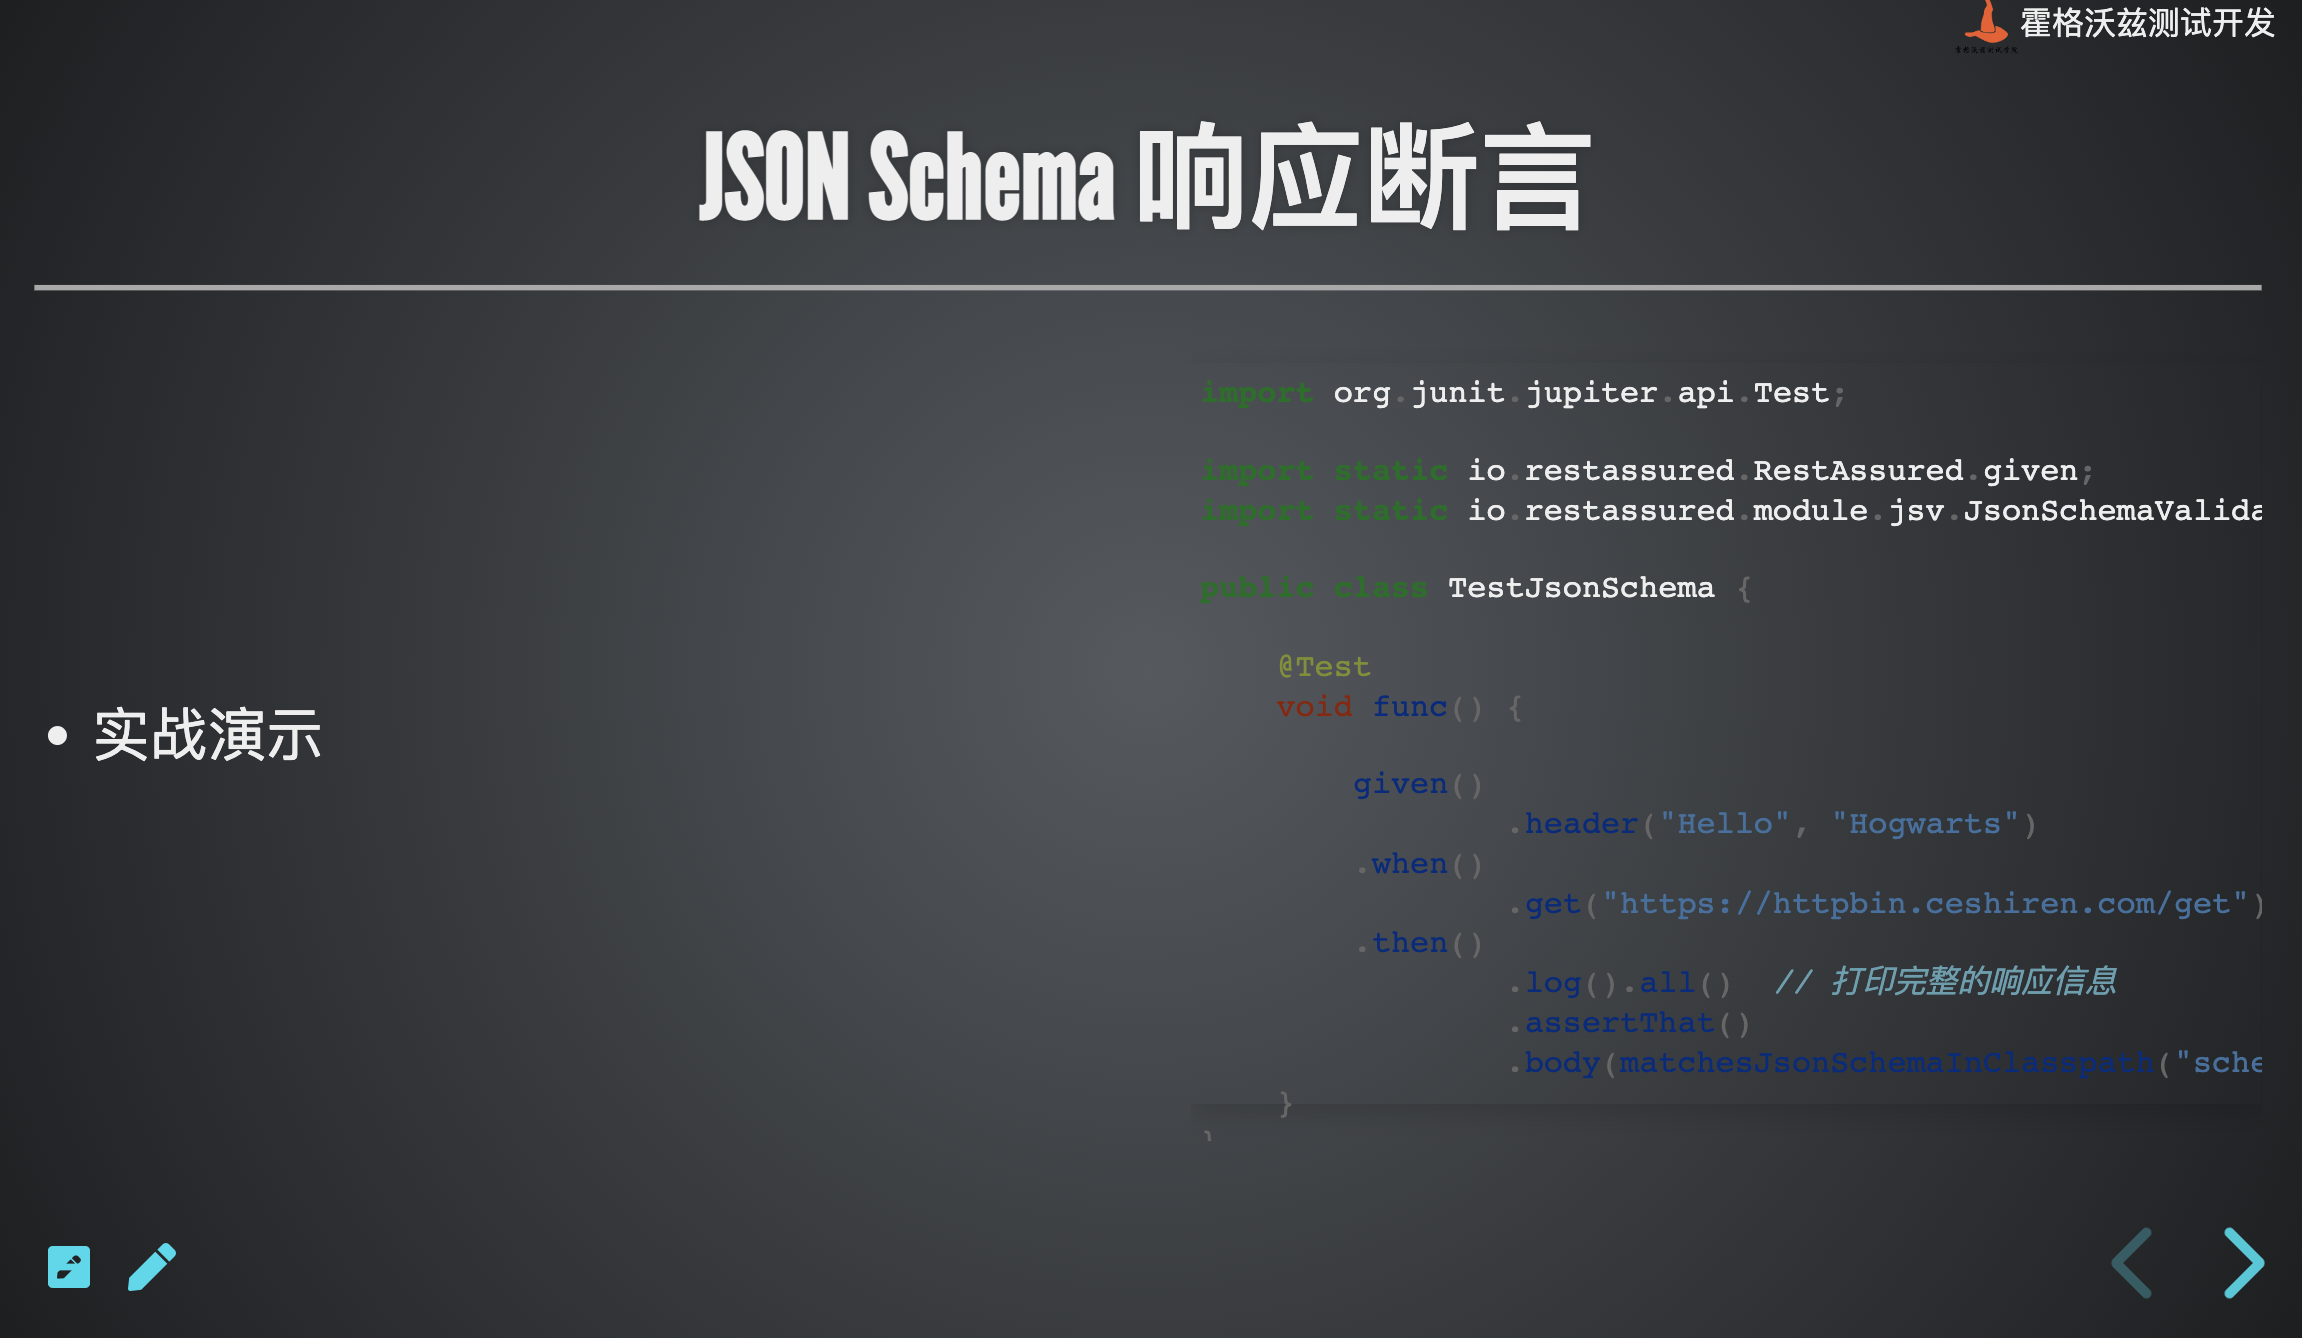 霍格沃兹测试开发
JSON Schema 响应断言
• 实战演示
import org.junit.jupiter.api.Test;
import static io.restassured.RestAssured.given;
import static io.restassured.module.jsv.JsonSchemaValida
public class TestJsonSchema {
@Test
void func() {
given()
.header("Hello", "Hogwarts")
.when()
.get("https://httpbin.ceshiren.com/get")
.then()
.log().all() // 打印完整的响应信息
.assertThat()
.body(matchesJsonSchemaInClasspath("sche
}
}